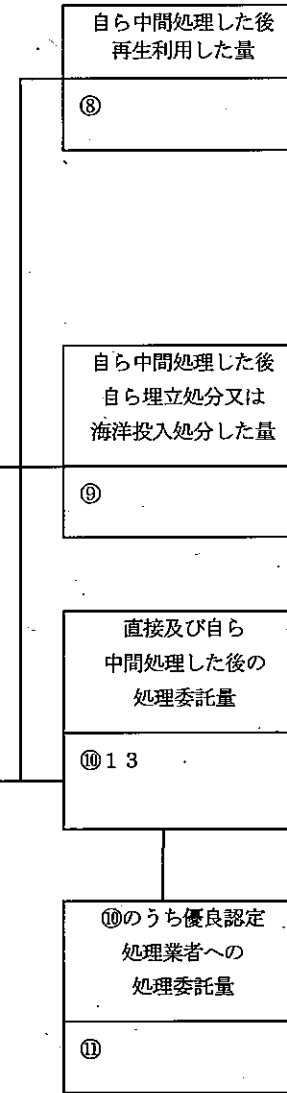 自ら中間処理した後
再生利用した量
⑧
自ら中間処理した後
自ら埋立処分又は
海洋投入処分した量
⑨
直接及び自ら
中間処理した後の
処理委託量
⑩13
⑩のうち優良認定
処理業者への
処理委託量
⑪